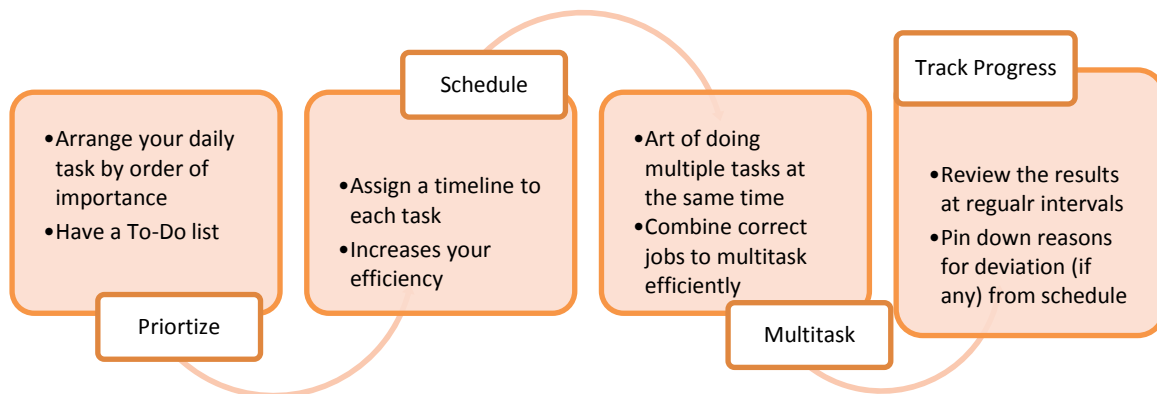 •Arrange your daily
task by order of
importance
•Have a To-Do list
Priortize
Schedule
•Assign a timeline to
each task
•Increases your
efficiency
•Art of doing
multiple tasks at
the same time
•Combine correct
jobs to multitask
efficiently
Multitask
Track Progress
•Review the results
at regualr intervals
•Pin down reasons
for deviation (if
any) from schedule